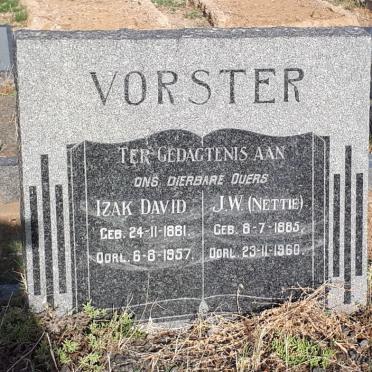 VORSTER
TER GEDAGTENIS AAN
ONS DIERBARE OUERS
IZAK DAVID
GEB. 24-11-1881.
OORL. 6-8-1957.
J.W. (NETTIE).
GEB. 8-7-1885.
OORL. 23-11-1960.